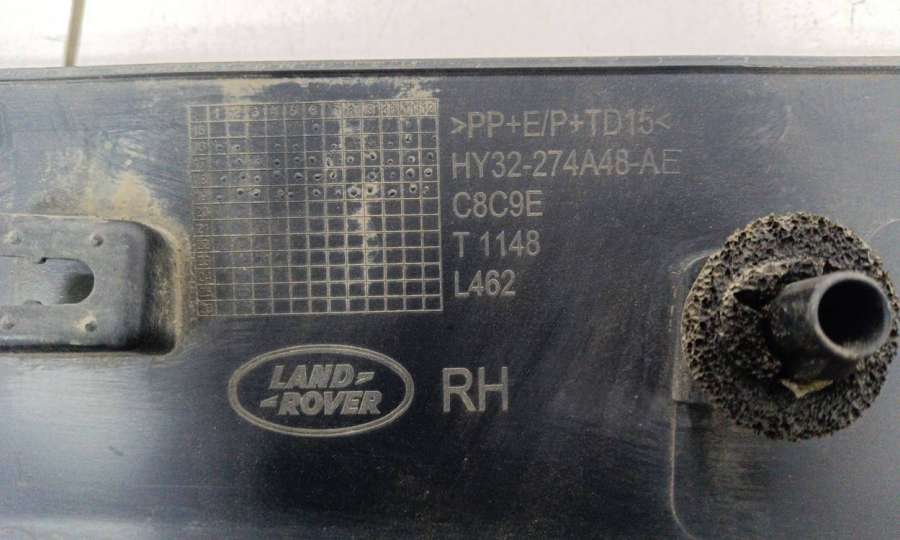 >PP+E/P+TD15<
HY32-274A48-AE
C8C9E
T 1148
L462
LAND
ROVER
RH